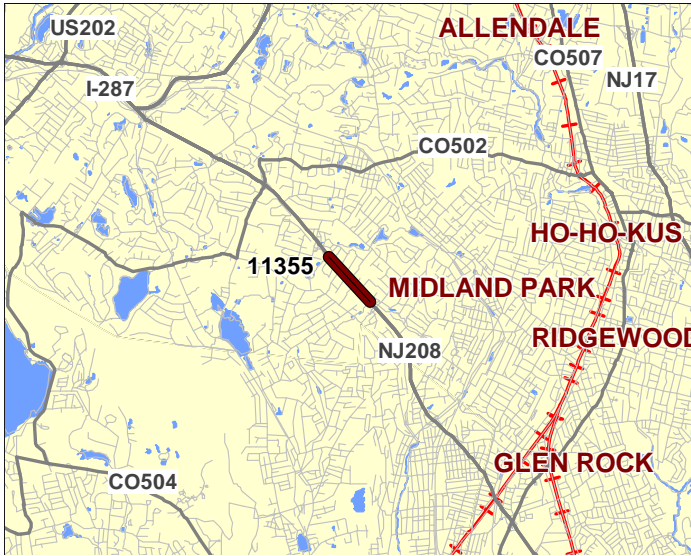 US202
ALLENDALE
CO507
NJ17
I-287
CO502
HO-HO-KUS
11355
MIDLAND PARK
RIDGEWOOD
NJ208
GLEN ROCK
CO504